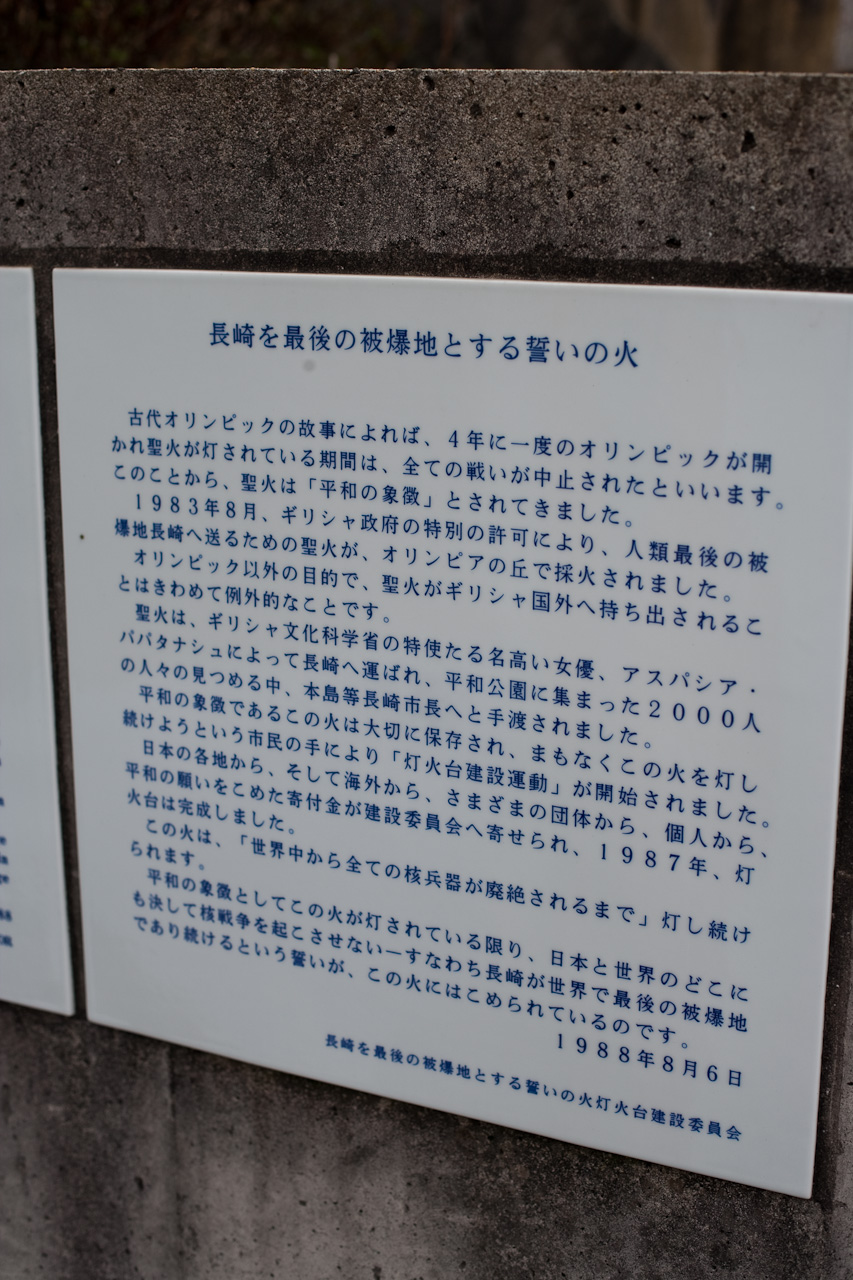 長崎を最後の被爆地とする誓いの火
古代オリンピックの故事によれば、4年に一度のオリンピックが開
かれ聖火が灯されている期間は、全ての戦いが中止されたといいます。
このことから、聖火は「平和の象徴」とされてきました。
1983年8月、ギリシャ政府の特別の許可により、人類最後の被
爆地長崎へ送るための聖火が、オリンピアの丘で採火されました。
オリンピック以外の目的で、聖火がギリシャ国外へ持ち出されるこ
とはきわめて例外的なことです。
聖火は、ギリシャ文化科学省の特使たる名高い女優、アスパシア・
パパタナシュによって長崎へ運ばれ、平和公園に集まった2000人
の人々の見つめる中、本島等長崎市長へと手渡されました。
平和の象徴であるこの火は大切に保存され、まもなくこの火を灯し
続けようという市民の手により「灯火台建設運動」が開始されました。
日本の各地から、そして海外から、さまざまの団体から、個人から、
平和の願いをこめた寄付金が建設委員会へ寄せられ、1987年、灯
火台は完成しました。
この火は、「世界中から全ての核兵器が廃絶されるまで」灯し続け
られます。
平和の象徴としてこの火が灯されている限り、日本と世界のどこに
も決して核戦争を起こさせない—すなわち長崎が世界で最後の被爆地
であり続けるという誓いが、この火にはこめられているのです。
1988年8月6日
長崎を最後の被爆地とする誓いの火灯火台建設委員会